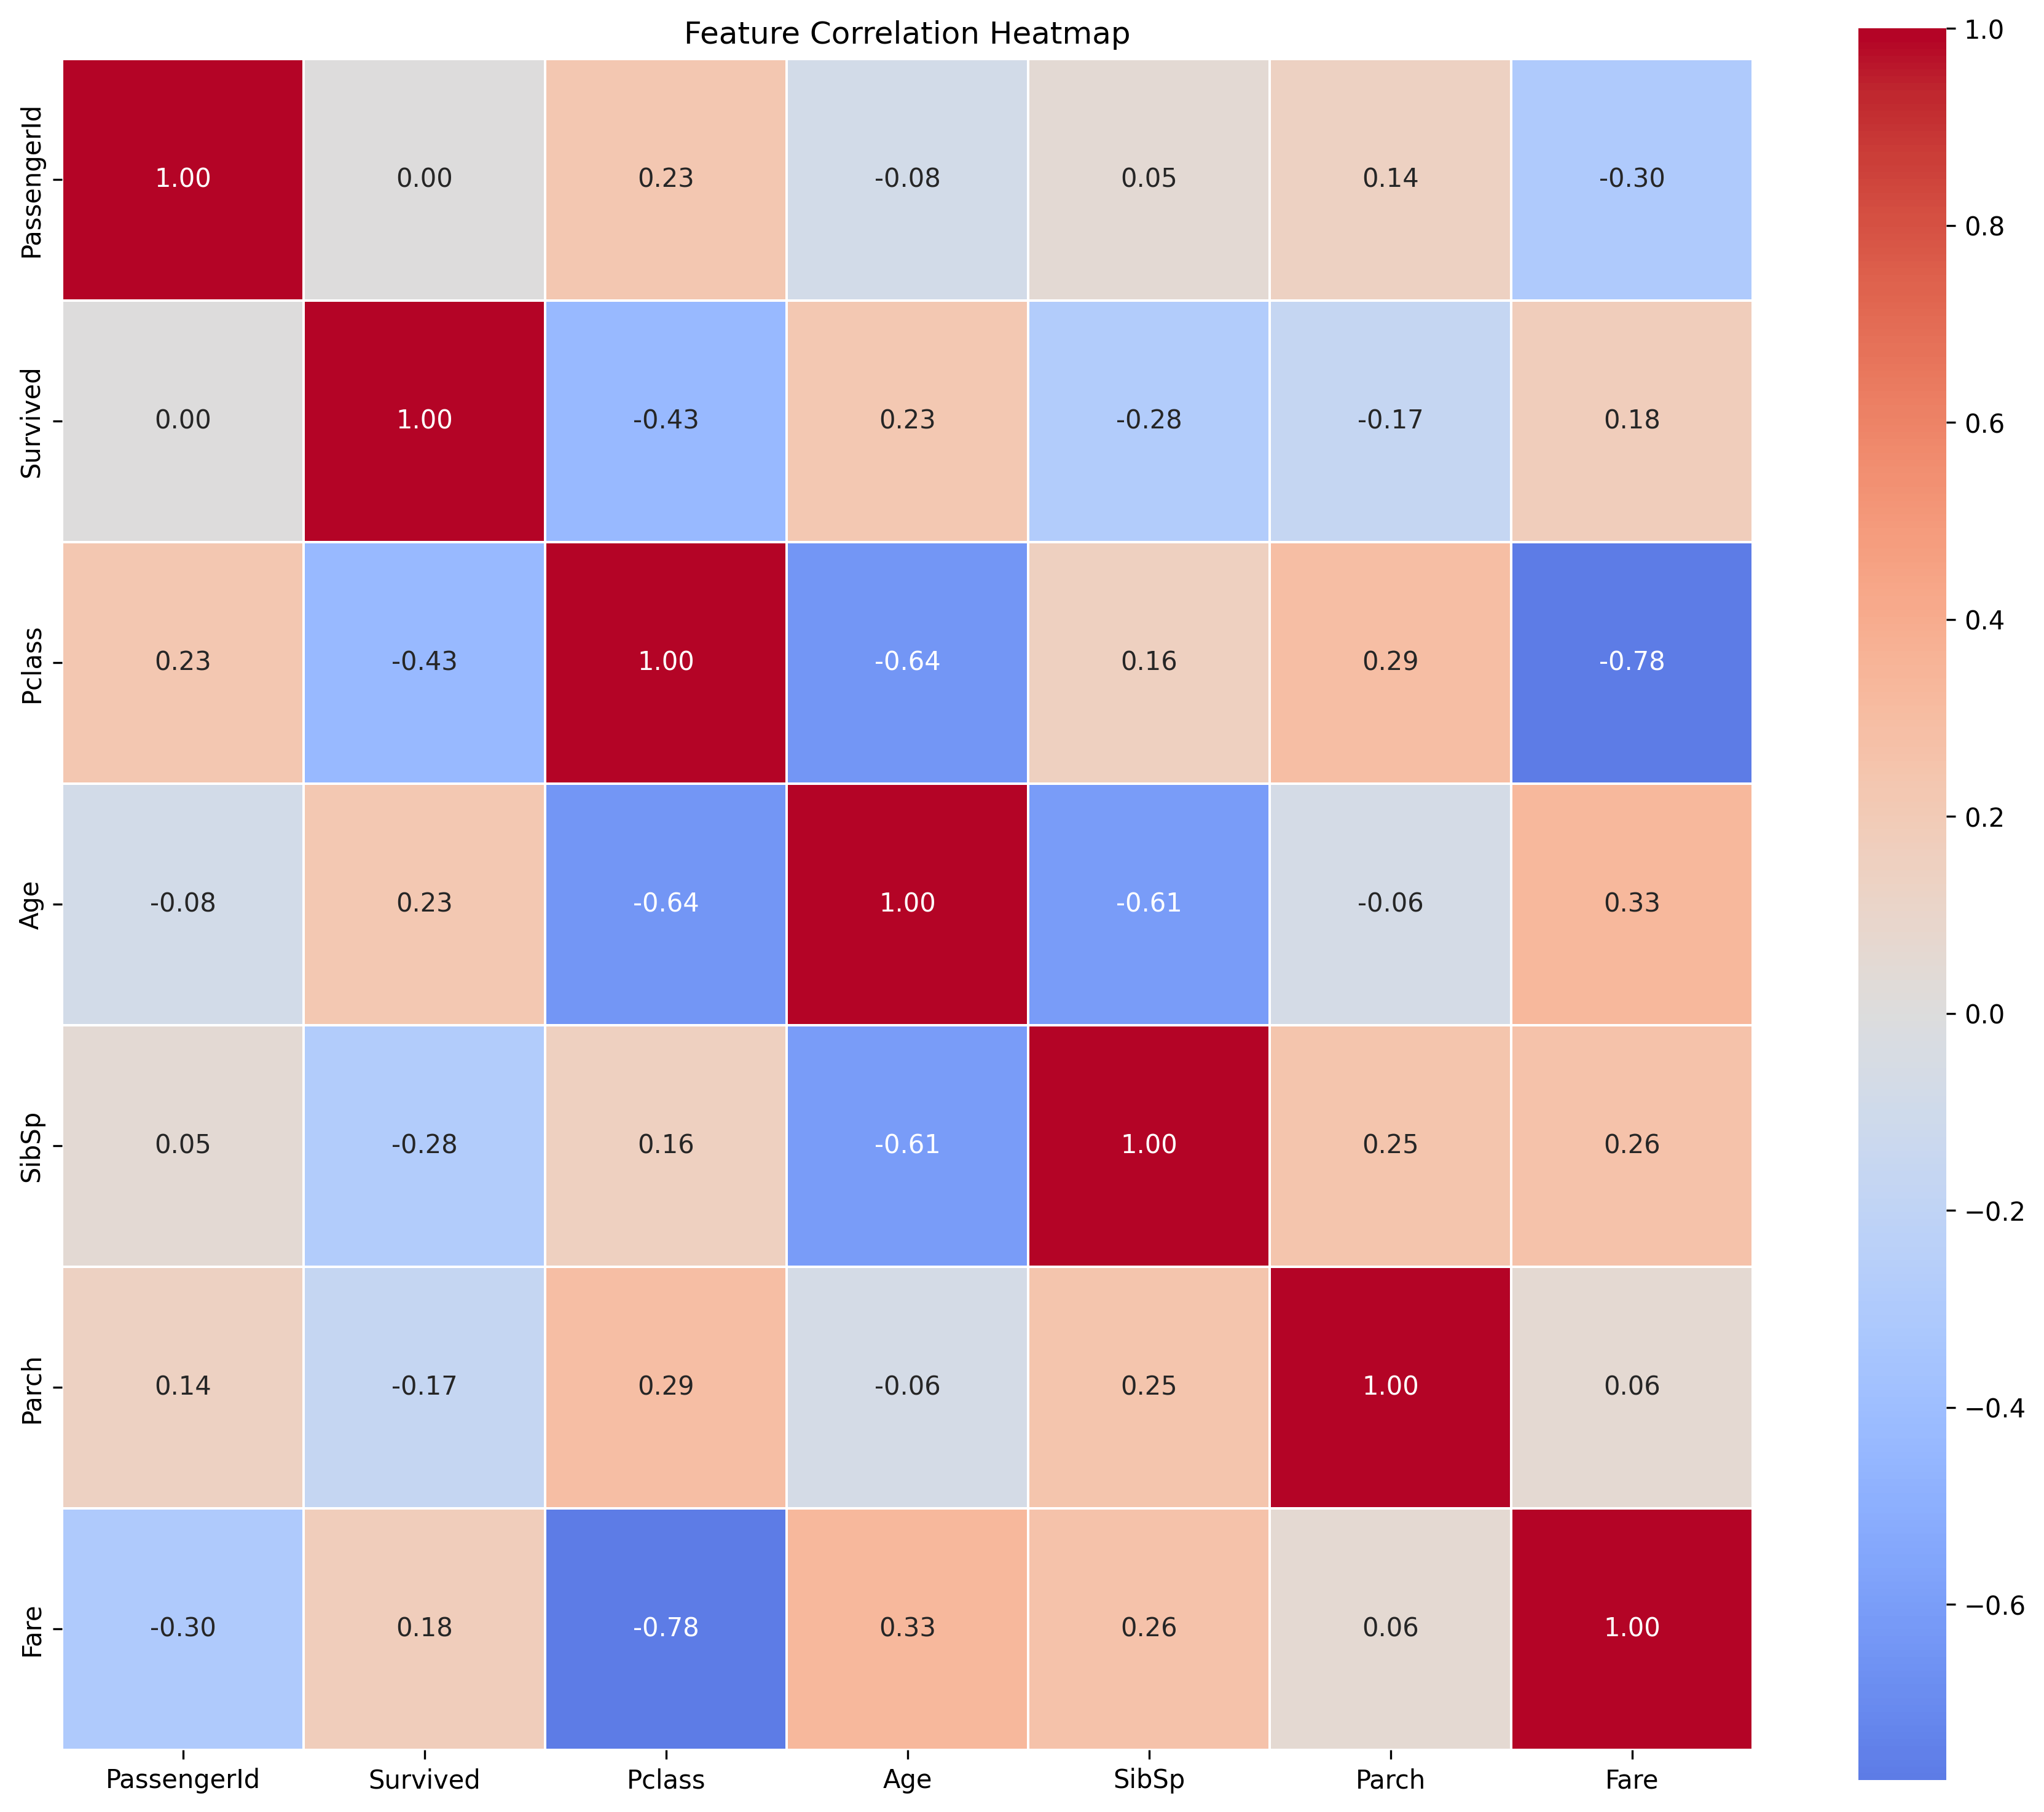 Feature Correlation Heatmap
PassengerId 1.00 0.00 0.23 -0.08 0.05 0.14 -0.30
Survived 0.00 1.00 -0.43 0.23 -0.28 -0.17 0.18
Pclass 0.23 -0.43 1.00 -0.64 0.16 0.29 -0.78
Age -0.08 0.23 -0.64 1.00 -0.61 -0.06 0.33
SibSp 0.05 -0.28 0.16 -0.61 1.00 0.25 0.26
Parch 0.14 -0.17 0.29 -0.06 0.25 1.00 0.06
Fare -0.30 0.18 -0.78 0.33 0.26 0.06 1.00
PassengerId Survived Pclass Age SibSp Parch Fare
1.0
0.8
0.6
0.4
0.2
0.0
−0.2
−0.4
−0.6